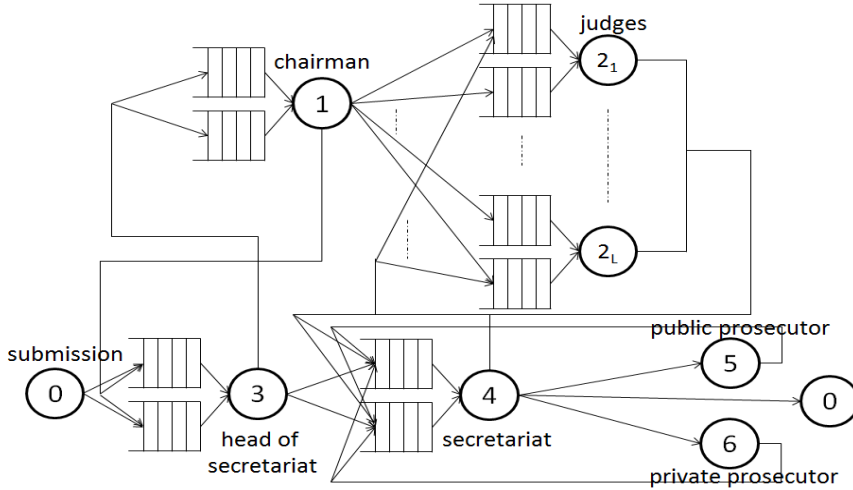 judges
chairman
2₁
1
2L
public prosecutor
submission
5
0
3
4
0
head of
secretariat
secretariat
6
private prosecutor